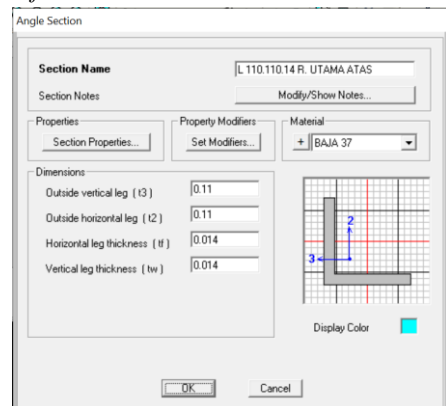 Angle Section
Section Name L 110.110.14 R. UTAMA ATAS
Section Notes Modify/Show Notes...
Properties Property Modifiers Material
Section Properties... Set Modifiers... + BAJA 37
Dimensions
Outside vertical leg ( t3 ) 0.11
Outside horizontal leg ( t2 ) 0.11
Horizontal leg thickness ( tf ) 0.014
Vertical leg thickness ( tw ) 0.014
2
3
Display Color
OK Cancel